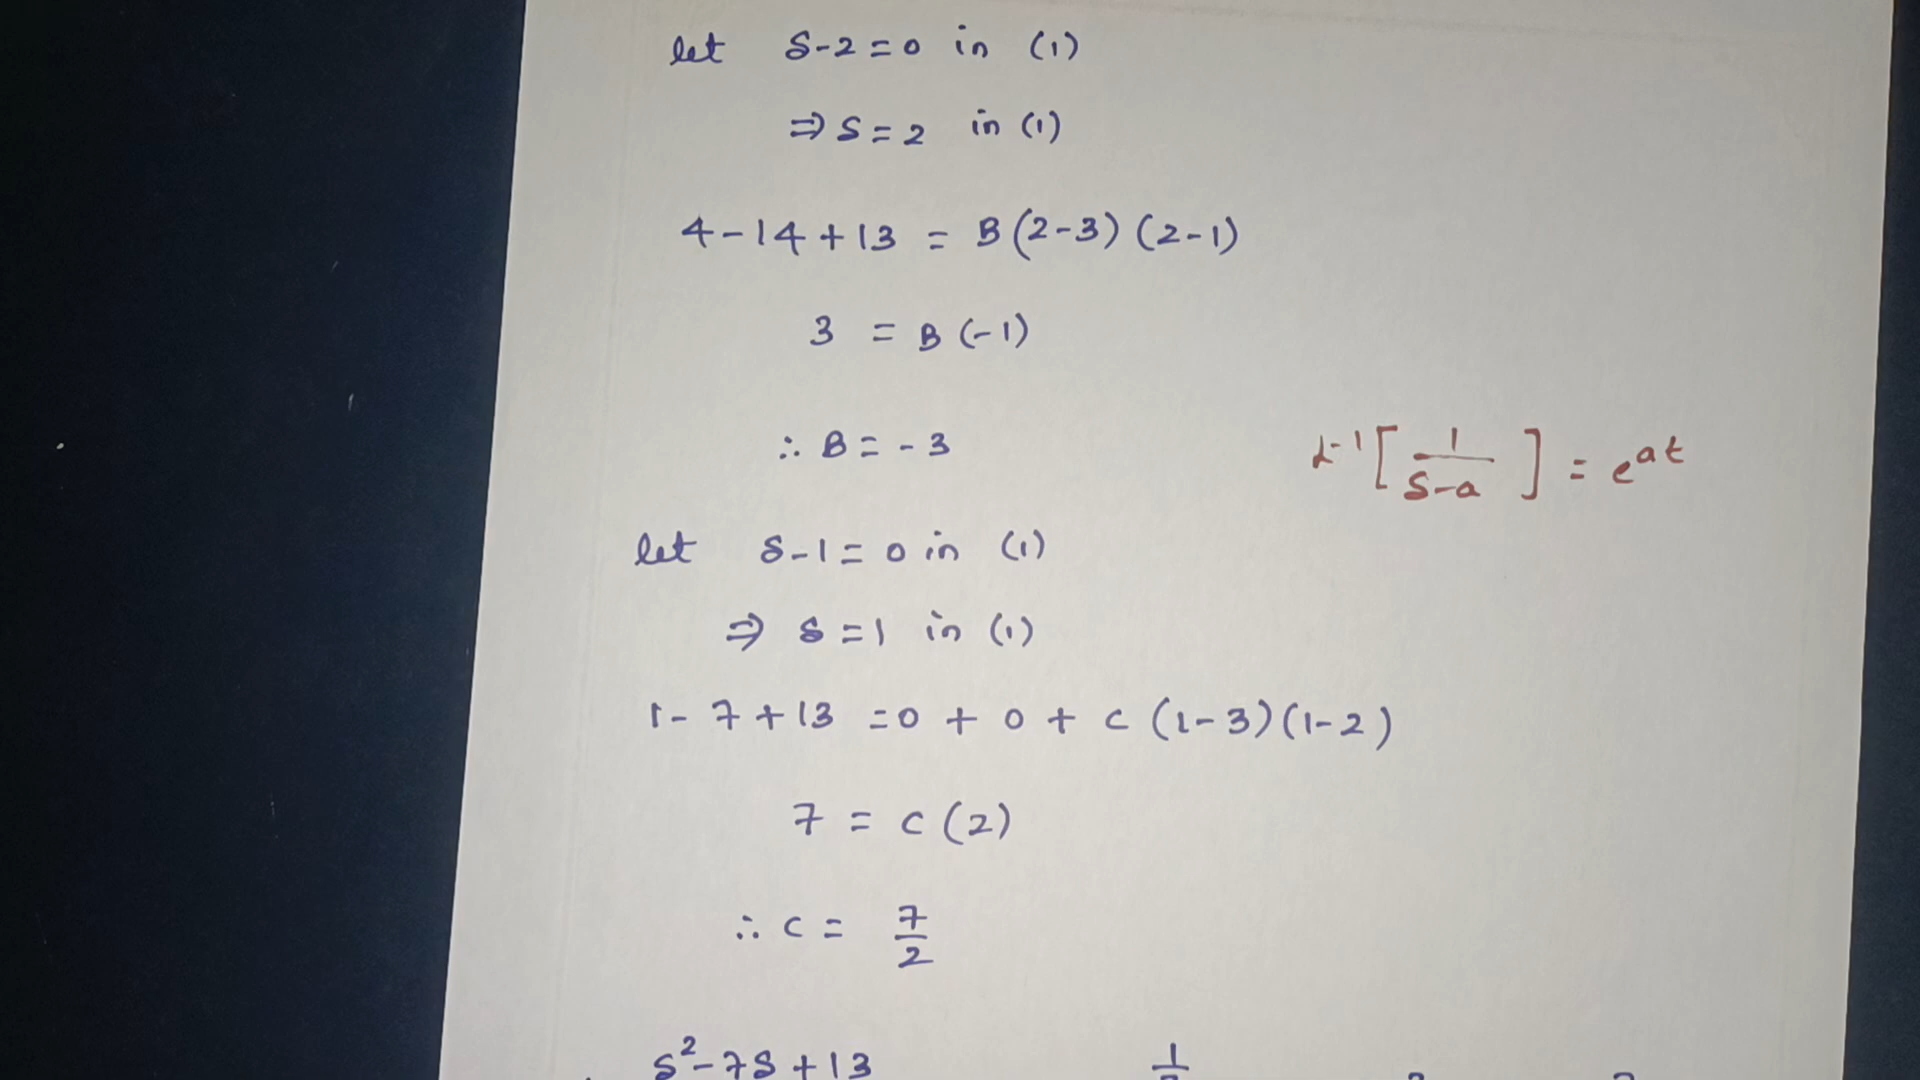 let s-2=0 in (1)
⇒ s=2 in (1)
4-14+13 = B(2-3)(2-1)
3 = B(-1)
∴ B = -3
L⁻¹[1/(s-a)] = e^{at}
let s-1=0 in (1)
⇒ s=1 in (1)
1-7+13 =0 + 0 + c(1-3)(1-2)
7 = c(2)
∴ c = 7/2
s²-7s+13
1